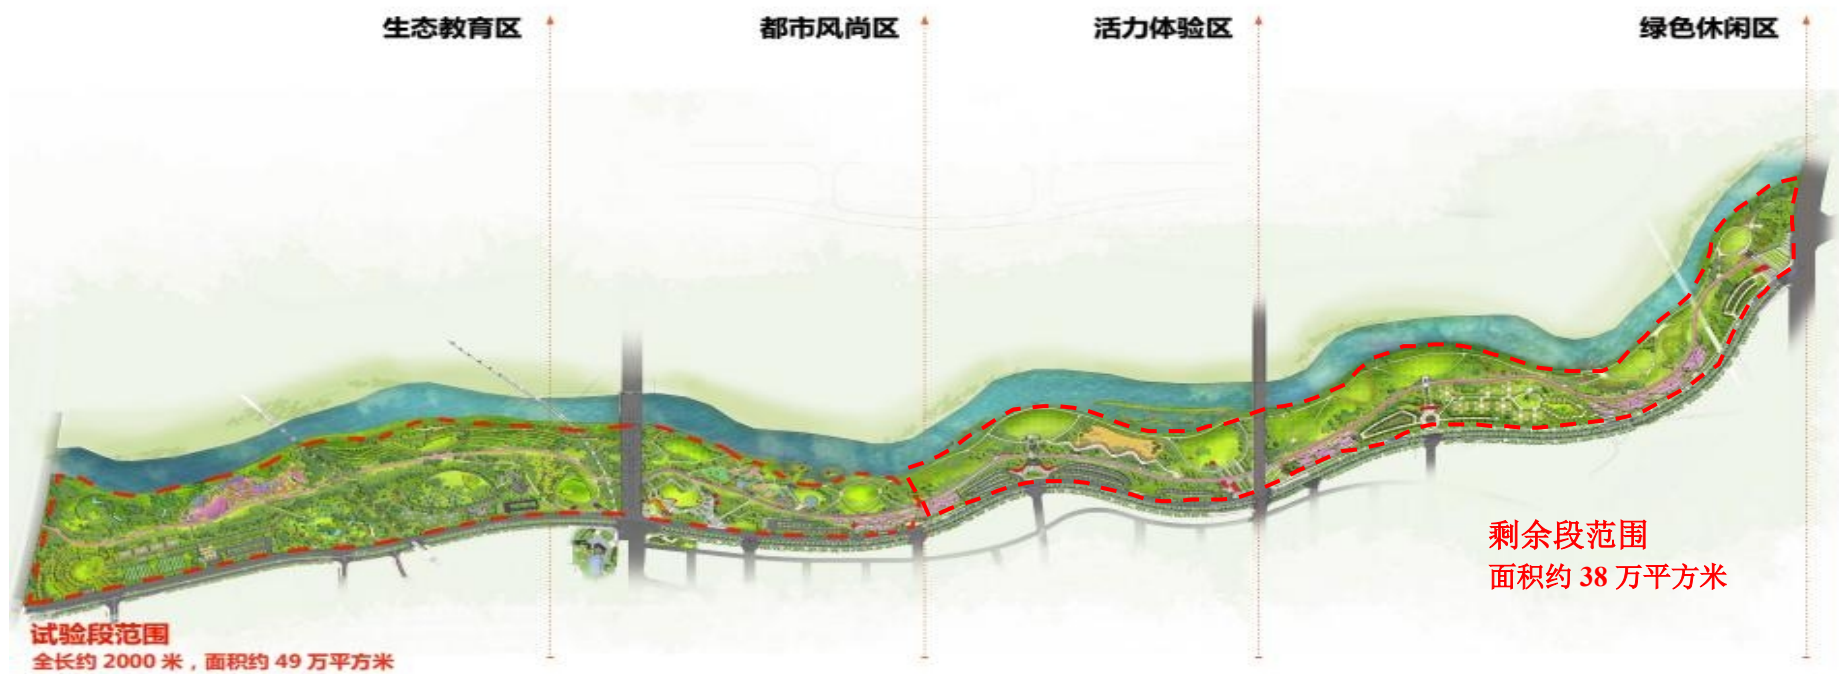 生态教育区
都市风尚区
活力体验区
绿色休闲区
剩余段范围
面积约 38 万平方米
试验段范围
全长约 2000 米，面积约 49 万平方米